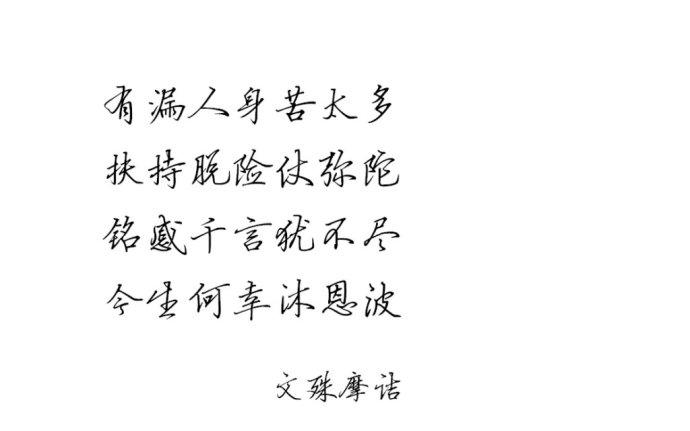 有漏人身苦太多
扶持脱险仗弥陀
铭感千言犹不尽
今生何幸沐恩波
文殊摩诘